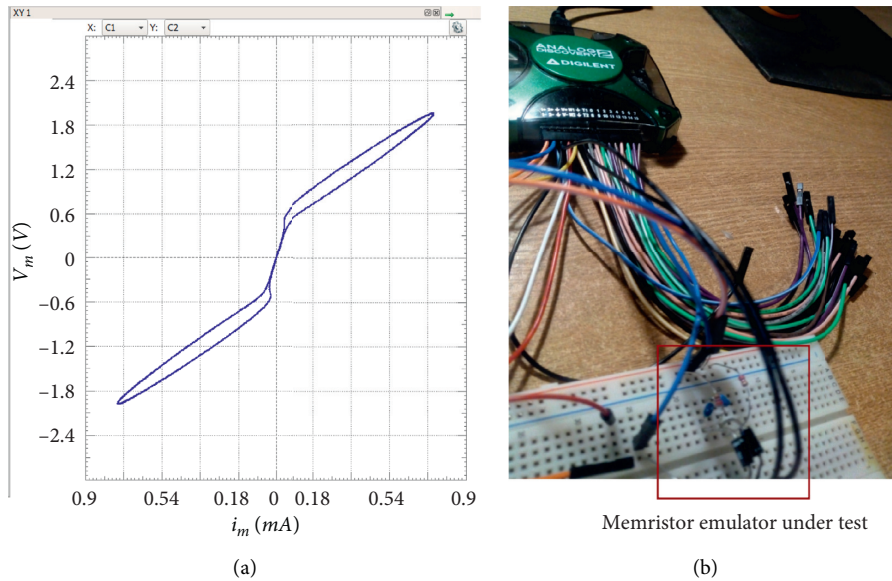 XY 1
X: C1 Y: C2
2.4
1.8
1.2
0.6
0
−0.6
−1.2
−1.8
−2.4
V_m (V)
0.9 0.54 0.18 0 0.18 0.54 0.9
i_m (mA)
(a)
ANALOG
DISCOVERY 2
DIGILENT
Memristor emulator under test
(b)